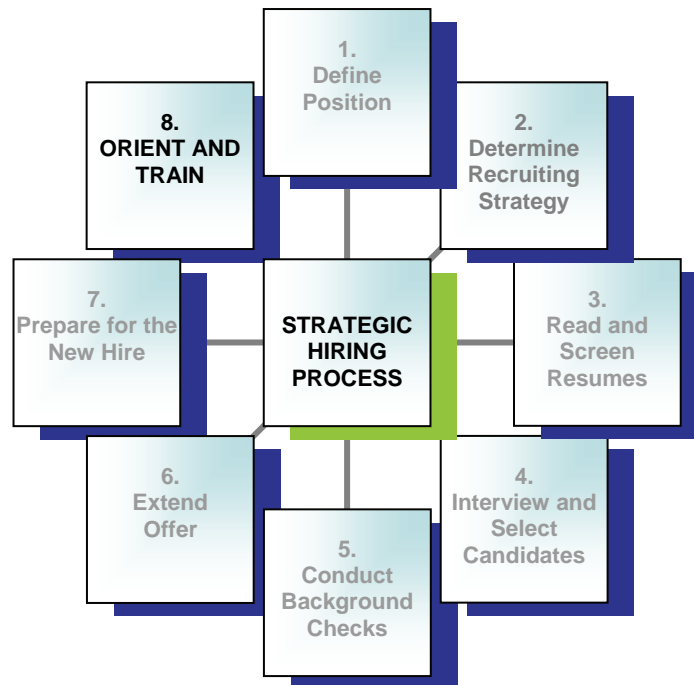 1.
Define
Position
2.
Determine
Recruiting
Strategy
3.
Read and
Screen
Resumes
4.
Interview and
Select
Candidates
5.
Conduct
Background
Checks
6.
Extend
Offer
7.
Prepare for the
New Hire
8.
ORIENT AND
TRAIN
STRATEGIC
HIRING
PROCESS